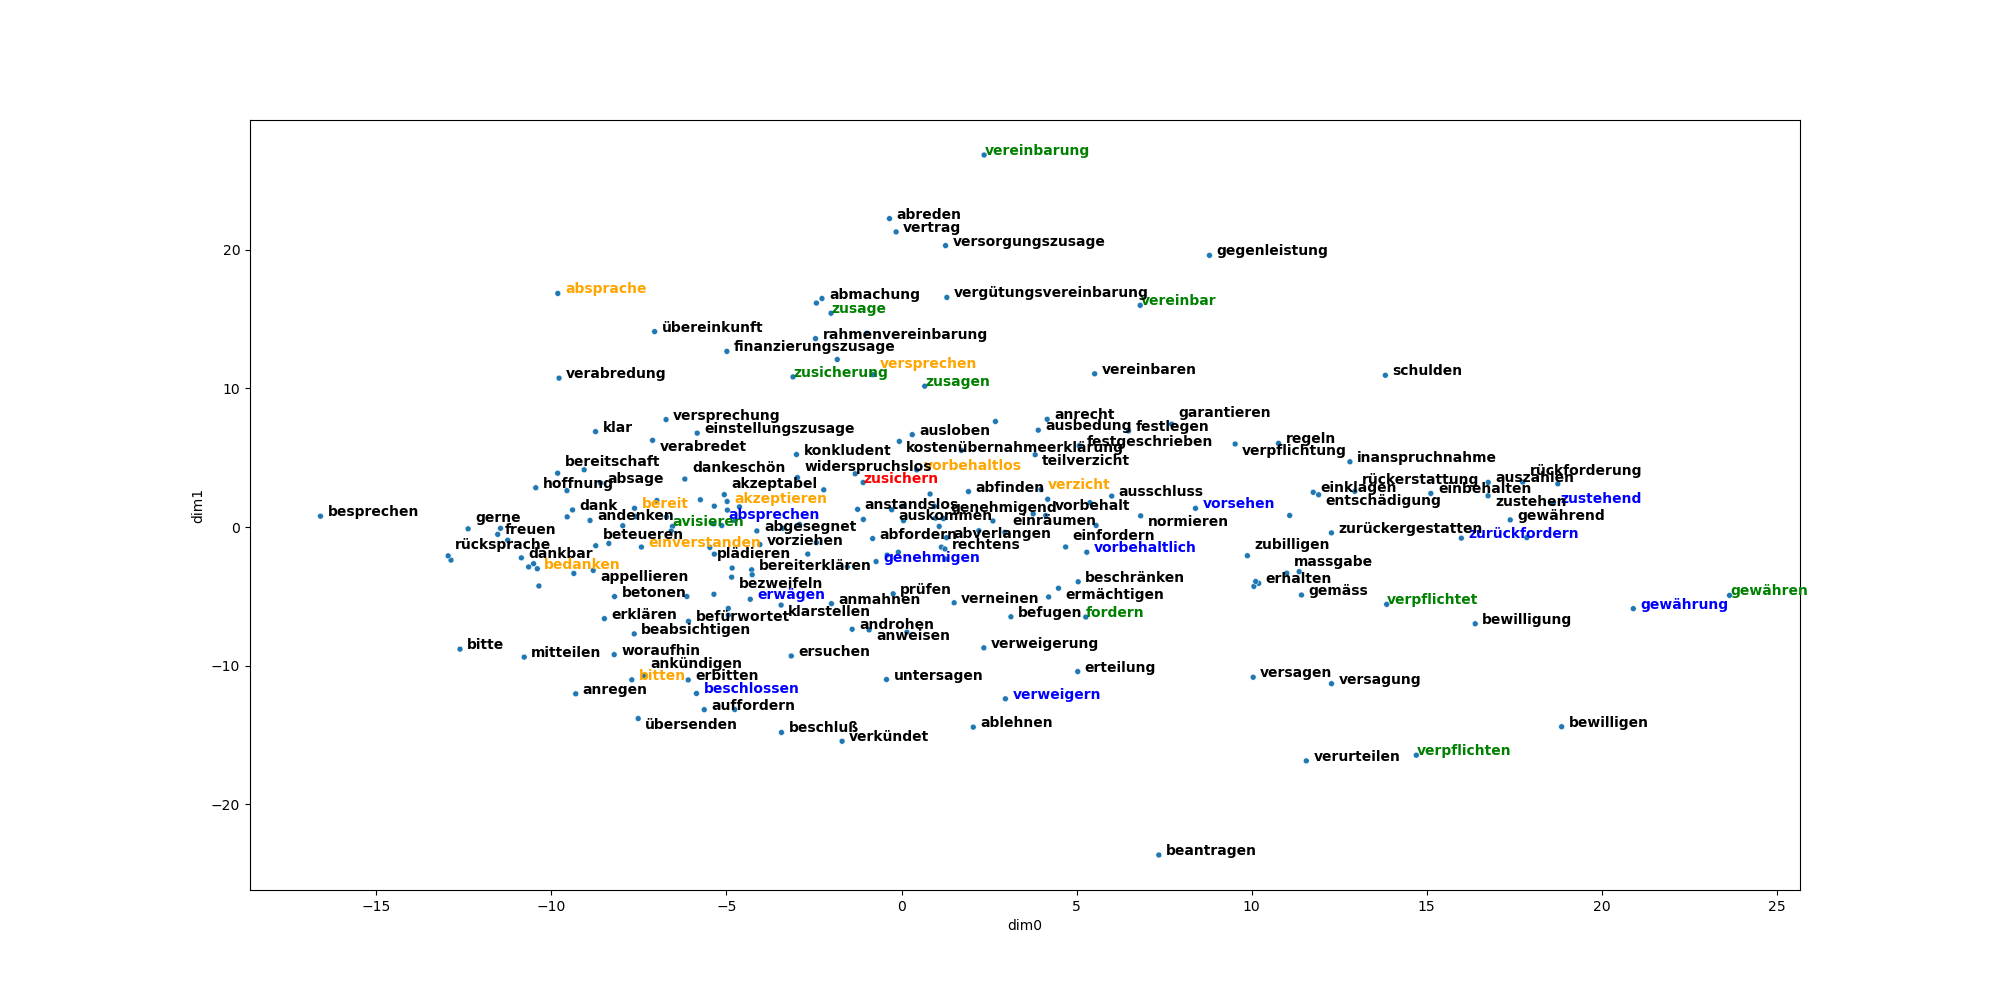 vereinbarung
abreden
vertrag
versorgungszusage
gegenleistung
20
absprache
abmachung
vergütungsvereinbarung
vereinbar
zusage
übereinkunft
rahmenvereinbarung
finanzierungszusage
versprechen
verabredung
zusicherung
zusagen
vereinbaren
schulden
10
versprechung
anrecht
garantieren
klar
einstellungszusage
ausloben
ausbedung
festlegen
verabredet
konkludent
kostenübernahmeerklärung
festgeschrieben
verpflichtung
regeln
bereitschaft
dankeschön
widerspruchslos
vorbehaltlos
teilverzicht
inanspruchnahme
hoffnung
absage
akzeptabel
zusichern
abfinden
verzicht
ausschluss
rückerstattung
auszahlen
rückforderung
einklagen
einbehalten
zustehend
besprechen
dank
bereit
akzeptieren
anstandslos
genehmigend
vorbehalt
vorsehen
entschädigung
zustehen
gerne
andenken
avisieren
absprechen
auskommen
einräumen
normieren
gewährend
0
freuen
beteueren
abgesegnet
abfordern
abverlangen
einfordern
zurückergestatten
zurückfordern
rücksprache
einverstanden
vorziehen
rechtens
vorbehaltlich
zubilligen
dankbar
plädieren
genehmigen
massgabe
bedanken
bereiterklären
appellieren
bezweifeln
beschränken
erhalten
betonen
erwägen
prüfen
anmahnen
verneinen
ermächtigen
gemäss
verpflichtet
gewährung
gewähren
erklären
befürwortet
klarstellen
befugen
fordern
bewilligung
beabsichtigen
androhen
anweisen
bitte
mitteilen
woraufhin
ersuchen
verweigerung
−10
ankündigen
bitten
erbitten
untersagen
erteilung
versagen
versagung
anregen
beschlossen
verweigern
auffordern
übersenden
beschluß
verkündet
ablehnen
bewilligen
verurteilen
verpflichten
−20
beantragen
dim1
−15
−10
−5
0
5
10
15
20
25
dim0